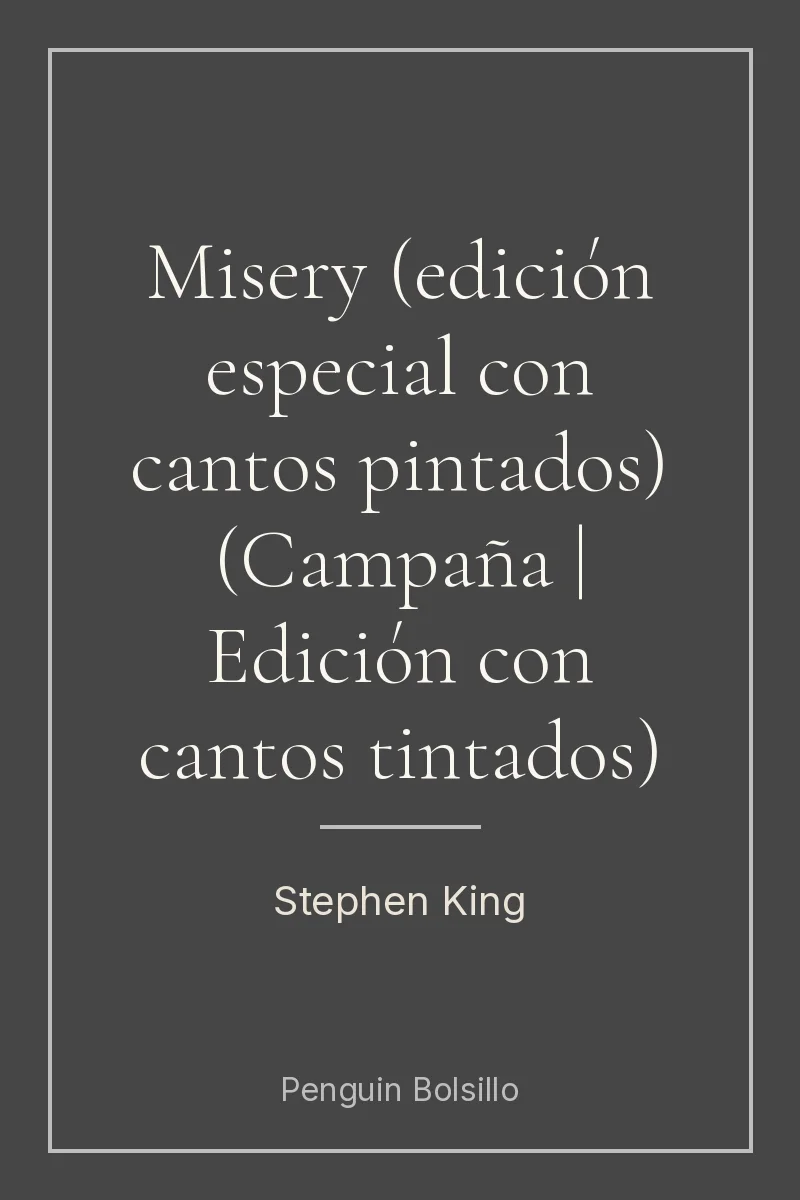 Misery (edición
especial con
cantos pintados)
(Campaña |
Edición con
cantos tintados)
Stephen King
Penguin Bolsillo